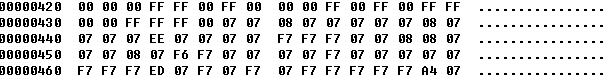 00000420 00 00 00 FF FF 00 FF 00 00 00 FF 00 FF 00 FF FF ................
00000430 00 00 FF FF FF 00 07 07 08 07 07 07 07 07 08 07 ................
00000440 07 07 07 EE 07 07 07 07 F7 F7 F7 07 07 08 08 07 ................
00000450 07 07 08 07 F6 F7 07 07 07 07 F7 07 07 07 07 07 ................
00000460 F7 F7 F7 ED 07 F7 07 F7 07 F7 F7 F7 F7 F7 A4 07 ................